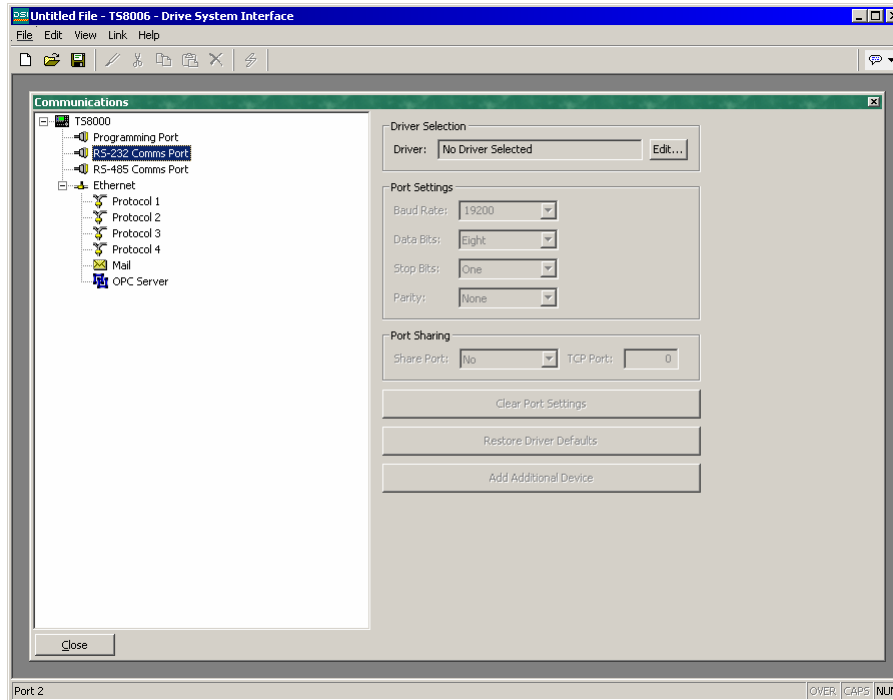 DSI Untitled File - TS8006 - Drive System Interface
File Edit View Link Help
Communications
TS8000
Programming Port
RS-232 Comms Port
RS-485 Comms Port
Ethernet
Protocol 1
Protocol 2
Protocol 3
Protocol 4
Mail
OPC Server
Driver Selection
Driver: No Driver Selected Edit...
Port Settings
Baud Rate: 19200
Data Bits: Eight
Stop Bits: One
Parity: None
Port Sharing
Share Port: No TCP Port: 0
Clear Port Settings
Restore Driver Defaults
Add Additional Device
Close
Port 2 OVER CAPS NUM